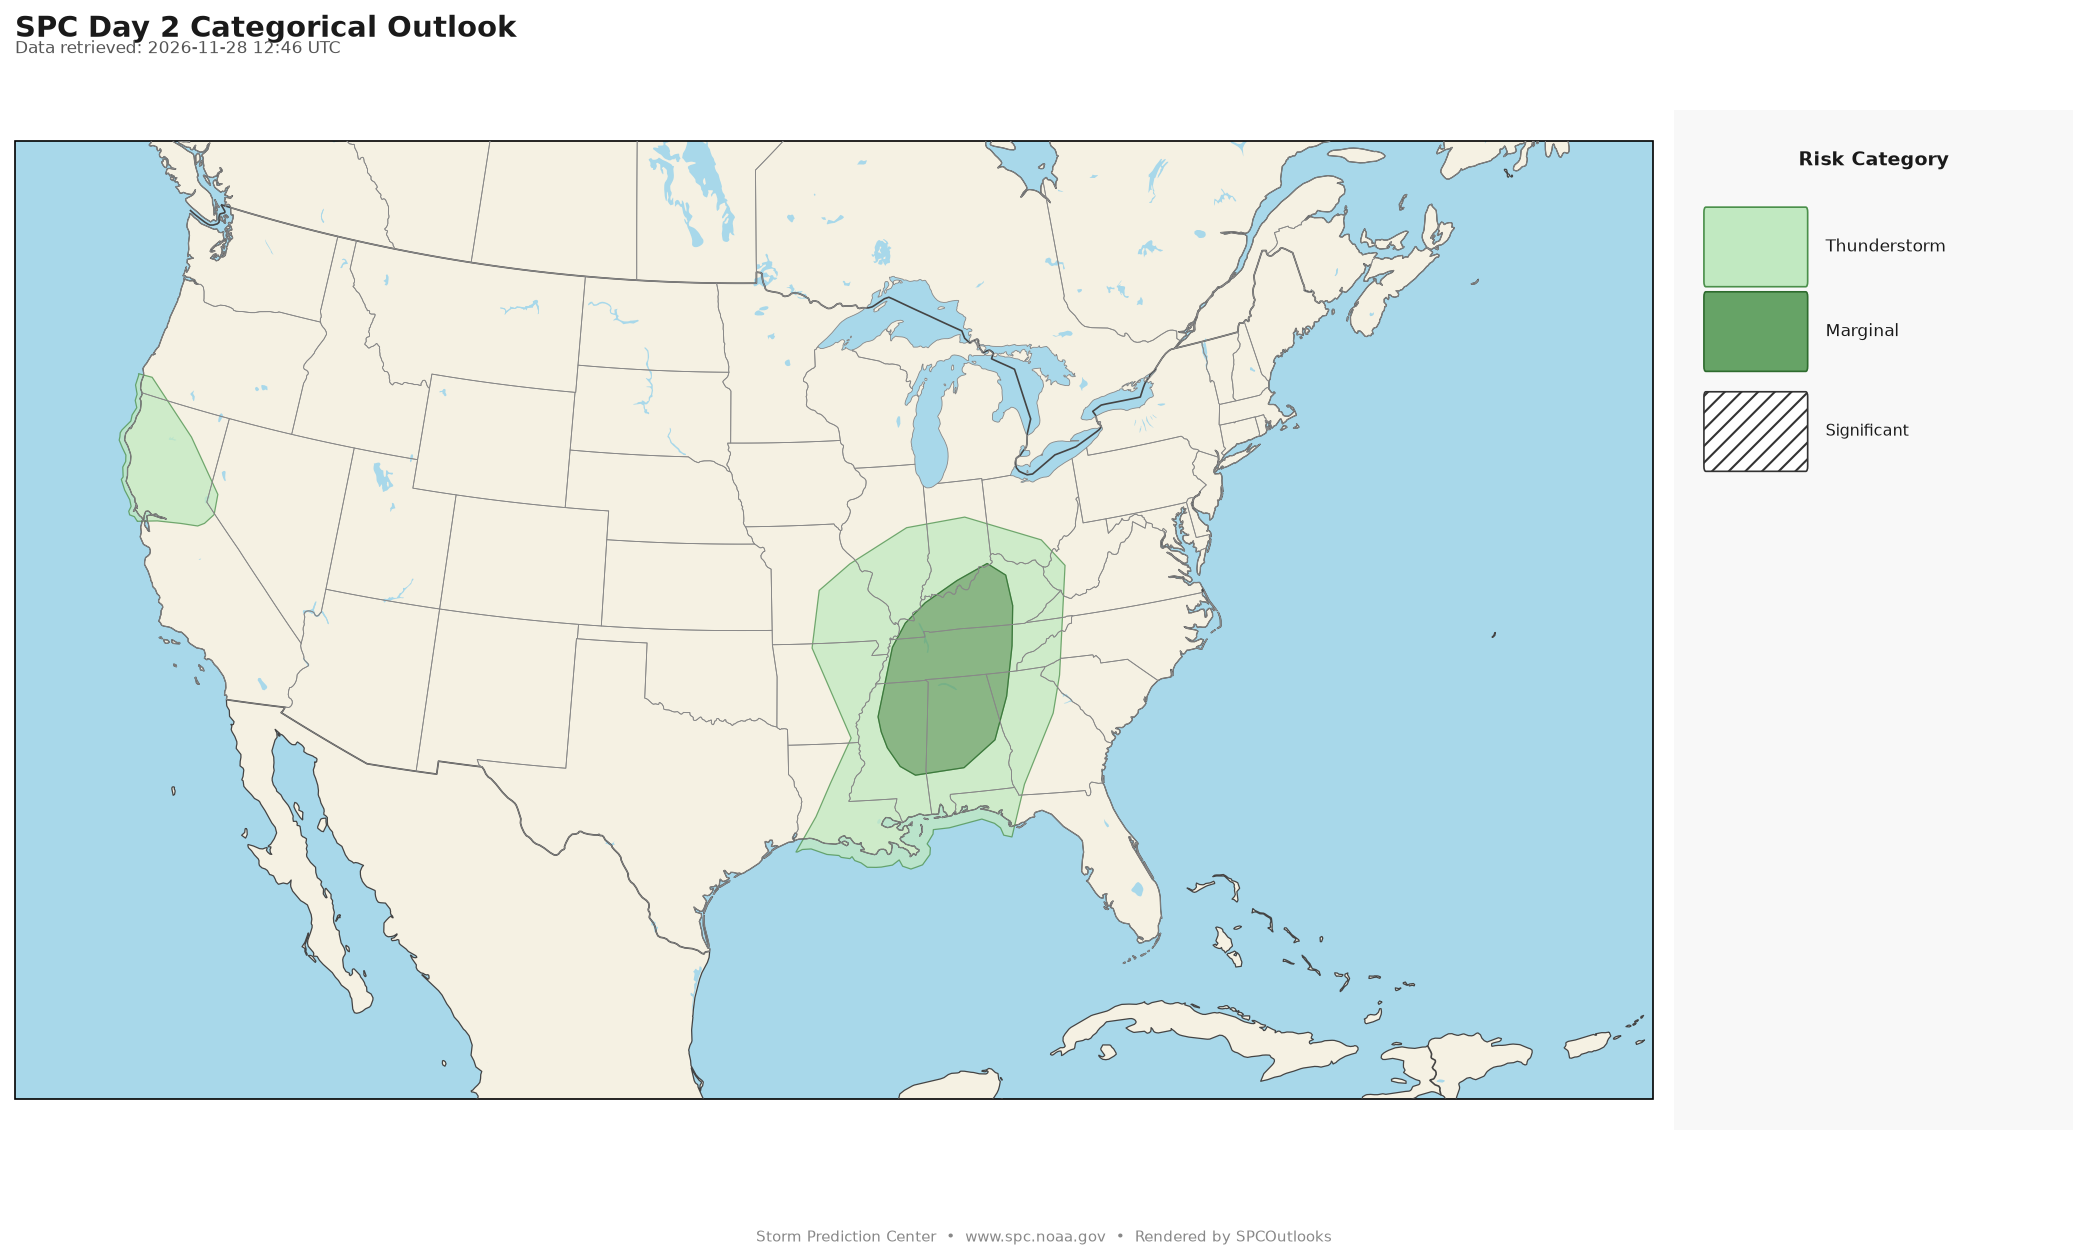 SPC Day 2 Categorical Outlook
Data retrieved: 2026-11-28 12:46 UTC
Risk Category
Thunderstorm
Marginal
Significant
Storm Prediction Center • www.spc.noaa.gov • Rendered by SPCOutlooks